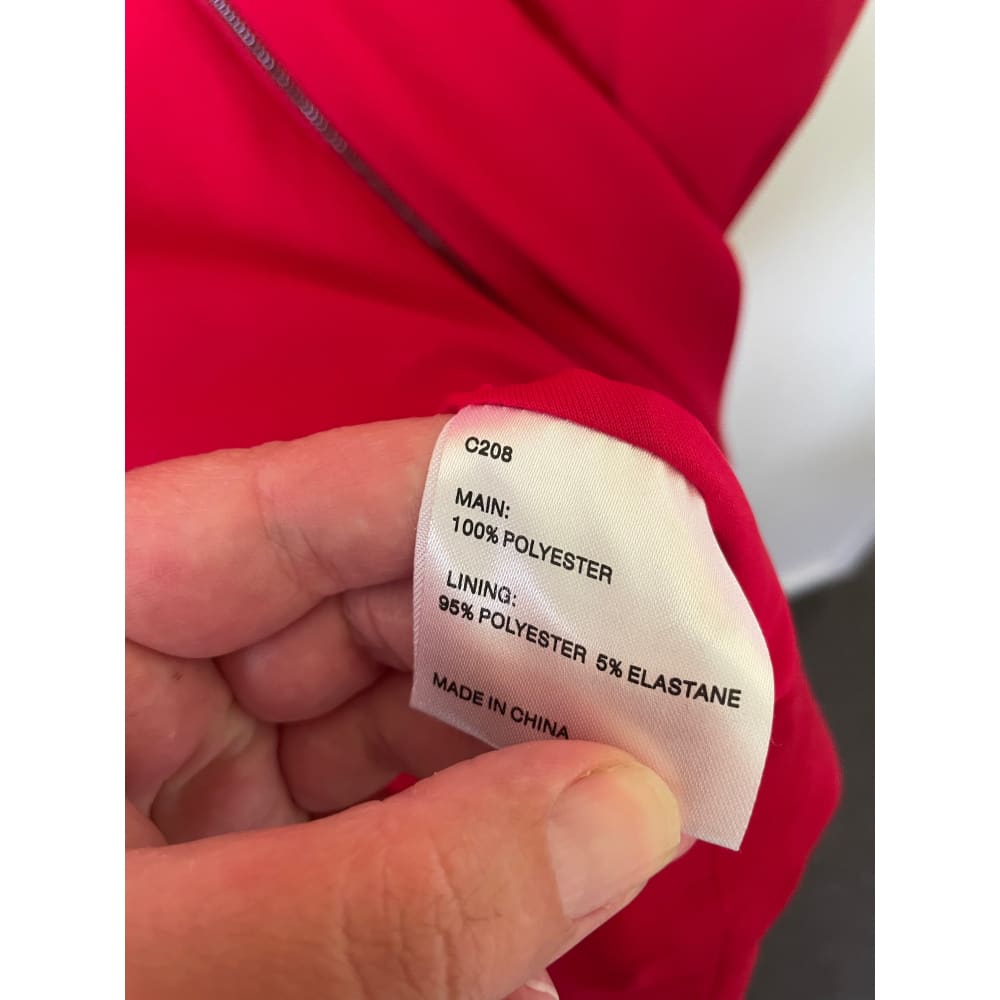 C208
MAIN:
100% POLYESTER
LINING:
95% POLYESTER 5% ELASTANE
MADE IN CHINA